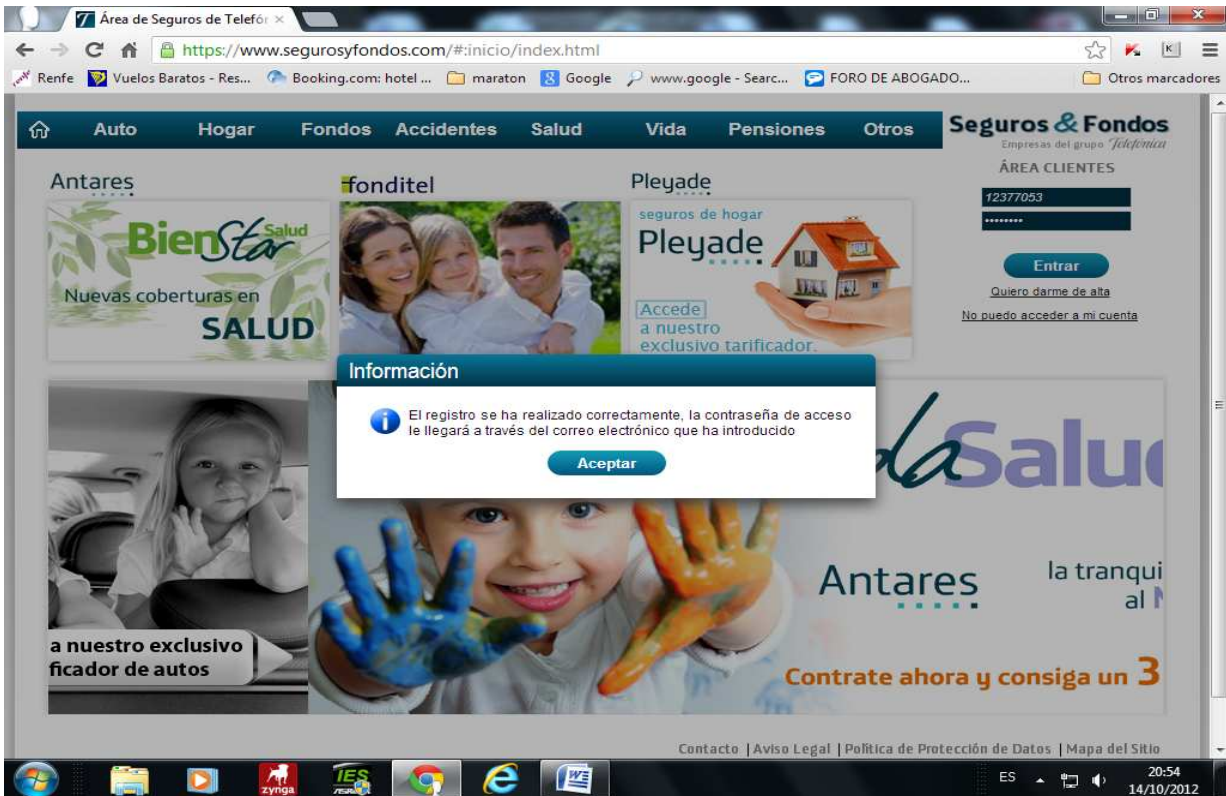 Área de Seguros de Telefór
https://www.segurosyfondos.com/#:inicio/index.html
Renfe Vuelos Baratos - Res... Booking.com: hotel ... maraton Google www.google - Searc... FORO DE ABOGADO... Otros marcadores
Auto Hogar Fondos Accidentes Salud Vida Pensiones Otros
Seguros & Fondos
Empresas del grupo Telefónica
ÁREA CLIENTES
12377053
••••••••
Entrar
Quiero darme de alta
No puedo acceder a mi cuenta
Antares
BienStar Salud
Nuevas coberturas en
SALUD
fonditel
Pleyade
seguros de hogar
Pleyade
Accede
a nuestro
exclusivo tarificador.
Información
El registro se ha realizado correctamente, la contraseña de acceso
le llegará a través del correo electrónico que ha introducido
Aceptar
a nuestro exclusivo
ficador de autos
daSalu
Antares
la tranqui
al
Contrate ahora y consiga un 3
Contacto | Aviso Legal | Política de Protección de Datos | Mapa del Sitio
zynga
IES
ES
20:54
14/10/2012